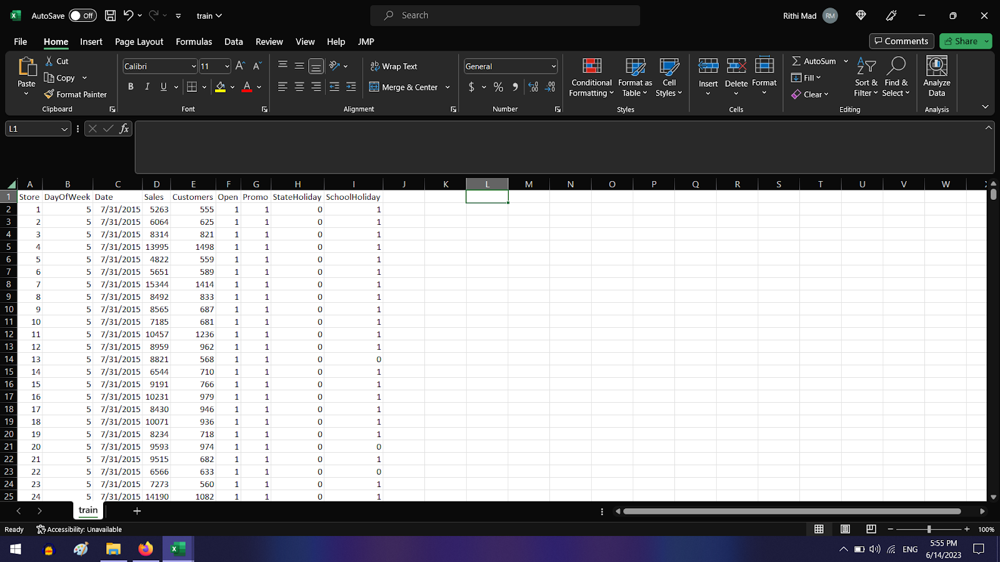 AutoSave Off train Search Rithi Mad RM
File Home Insert Page Layout Formulas Data Review View Help JMP Comments Share
Paste Cut Copy Format Painter Clipboard
Calibri 11 A A B I U A Font
ab Wrap Text Merge & Center Alignment
General $ % , Number
Conditional Formatting Format as Table Cell Styles Styles
Insert Delete Format Cells
AutoSum Fill Clear Sort & Filter Find & Select Editing
Analyze Data Analysis
L1 fx
A B C D E F G H I J K L M N O P Q R S T U V W
1 Store DayOfWeek Date Sales Customers Open Promo StateHoliday SchoolHoliday
2 1 5 7/31/2015 5263 555 1 1 0 1
3 2 5 7/31/2015 6064 625 1 1 0 1
4 3 5 7/31/2015 8314 821 1 1 0 1
5 4 5 7/31/2015 13995 1498 1 1 0 1
6 5 5 7/31/2015 4822 559 1 1 0 1
7 6 5 7/31/2015 5651 589 1 1 0 1
8 7 5 7/31/2015 15344 1414 1 1 0 1
9 8 5 7/31/2015 8492 833 1 1 0 1
10 9 5 7/31/2015 8565 687 1 1 0 1
11 10 5 7/31/2015 7185 681 1 1 0 1
12 11 5 7/31/2015 10457 1236 1 1 0 1
13 12 5 7/31/2015 8959 962 1 1 0 1
14 13 5 7/31/2015 8821 568 1 1 0 0
15 14 5 7/31/2015 6544 710 1 1 0 1
16 15 5 7/31/2015 9191 766 1 1 0 1
17 16 5 7/31/2015 10231 979 1 1 0 1
18 17 5 7/31/2015 8430 946 1 1 0 1
19 18 5 7/31/2015 10071 936 1 1 0 1
20 19 5 7/31/2015 8234 718 1 1 0 1
21 20 5 7/31/2015 9593 974 1 1 0 0
22 21 5 7/31/2015 9515 682 1 1 0 1
23 22 5 7/31/2015 6566 633 1 1 0 0
24 23 5 7/31/2015 7273 560 1 1 0 1
25 24 5 7/31/2015 14190 1082 1 1 0 1
train
Ready Accessibility: Unavailable 100%
ENG 5:55 PM
6/14/2023